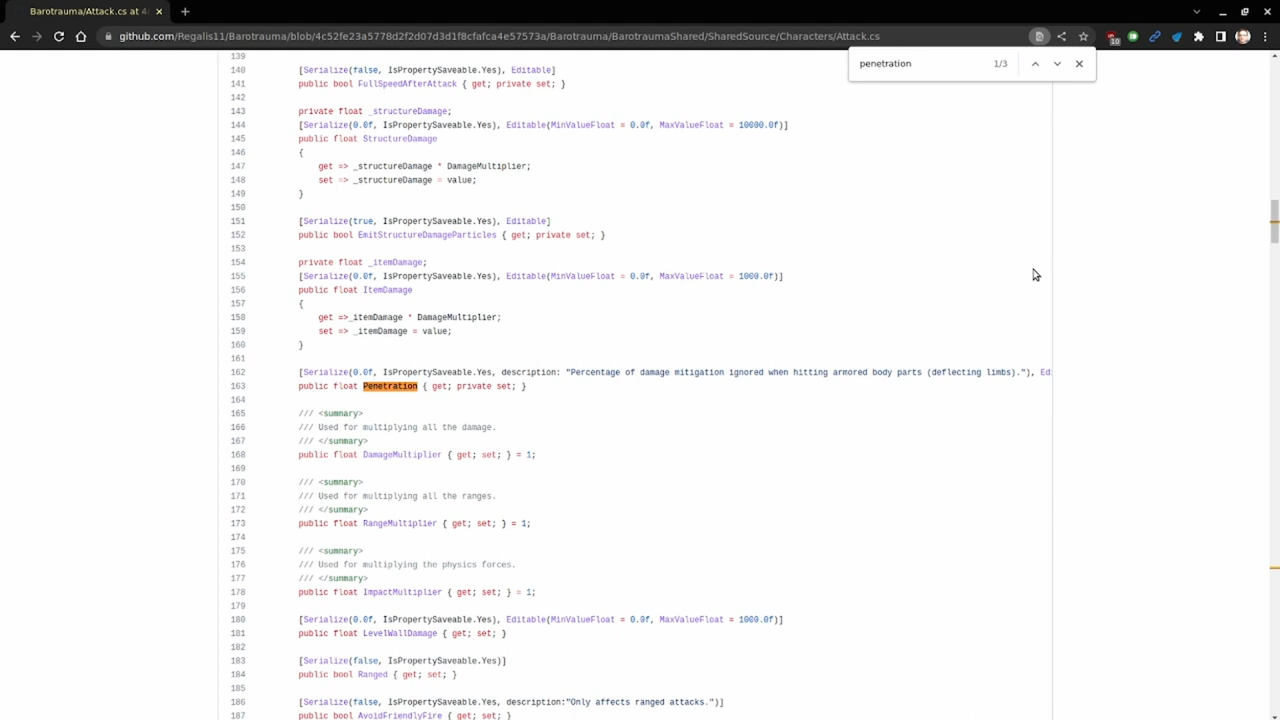 Barotrauma/Attack.cs at 4c
github.com/Regalis11/Barotrauma/blob/4c52fe23a5778d2f2d07d3d1f8cfafca4e57573a/Barotrauma/BarotraumaShared/SharedSource/Characters/Attack.cs
10
penetration 1/3
139
140 [Serialize(false, IsPropertySaveable.Yes), Editable]
141 public bool FullSpeedAfterAttack { get; private set; }
142
143 private float _structureDamage;
144 [Serialize(0.0f, IsPropertySaveable.Yes), Editable(MinValueFloat = 0.0f, MaxValueFloat = 10000.0f)]
145 public float StructureDamage
146 {
147 get => _structureDamage * DamageMultiplier;
148 set => _structureDamage = value;
149 }
150
151 [Serialize(true, IsPropertySaveable.Yes), Editable]
152 public bool EmitStructureDamageParticles { get; private set; }
153
154 private float _itemDamage;
155 [Serialize(0.0f, IsPropertySaveable.Yes), Editable(MinValueFloat = 0.0f, MaxValueFloat = 1000.0f)]
156 public float ItemDamage
157 {
158 get =>_itemDamage * DamageMultiplier;
159 set => _itemDamage = value;
160 }
161
162 [Serialize(0.0f, IsPropertySaveable.Yes, description: "Percentage of damage mitigation ignored when hitting armored body parts (deflecting limbs)."), Ed
163 public float Penetration { get; private set; }
164
165 /// <summary>
166 /// Used for multiplying all the damage.
167 /// </summary>
168 public float DamageMultiplier { get; set; } = 1;
169
170 /// <summary>
171 /// Used for multiplying all the ranges.
172 /// </summary>
173 public float RangeMultiplier { get; set; } = 1;
174
175 /// <summary>
176 /// Used for multiplying the physics forces.
177 /// </summary>
178 public float ImpactMultiplier { get; set; } = 1;
179
180 [Serialize(0.0f, IsPropertySaveable.Yes), Editable(MinValueFloat = 0.0f, MaxValueFloat = 1000.0f)]
181 public float LevelWallDamage { get; set; }
182
183 [Serialize(false, IsPropertySaveable.Yes)]
184 public bool Ranged { get; set; }
185
186 [Serialize(false, IsPropertySaveable.Yes, description:"Only affects ranged attacks.")]
187 public bool AvoidFriendlyFire { get; set; }